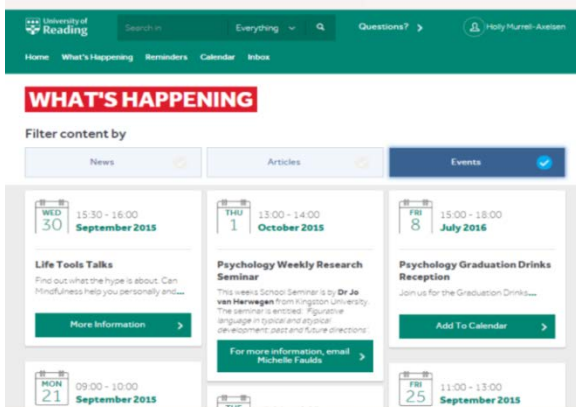 University of
Reading
Search in
Everything
Questions?
Holly Murrell-Axelsen
Home What's Happening Reminders Calendar Inbox
WHAT'S HAPPENING
Filter content by
News
Articles
Events
WED
30
15:30 - 16:00
September 2015
Life Tools Talks
Find out what the hype is about. Can
Mindfulness help you personally and....
More Information
THU
1
13:00 - 14:00
October 2015
Psychology Weekly Research
Seminar
This weeks School Seminar is by Dr Jo
van Herwegen from Kingston University.
The seminar is entitled: 'Figurative
language in typical and atypical
development: past and future directions'.
For more information, email
Michelle Faulds
FRI
8
15:00 - 18:00
July 2016
Psychology Graduation Drinks
Reception
Join us for the Graduation Drinks....
Add To Calendar
MON
21
09:00 - 10:00
September 2015
TUE
FRI
25
11:00 - 13:00
September 2015